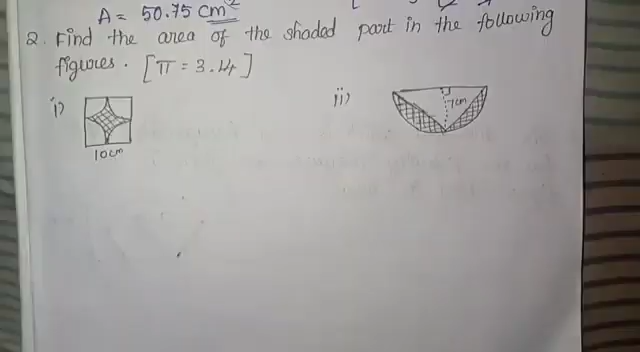 A = 50.75 cm²
2. Find the area of the shaded part in the following
figures. [π = 3.4]
i)
ii)
7cm
10cm